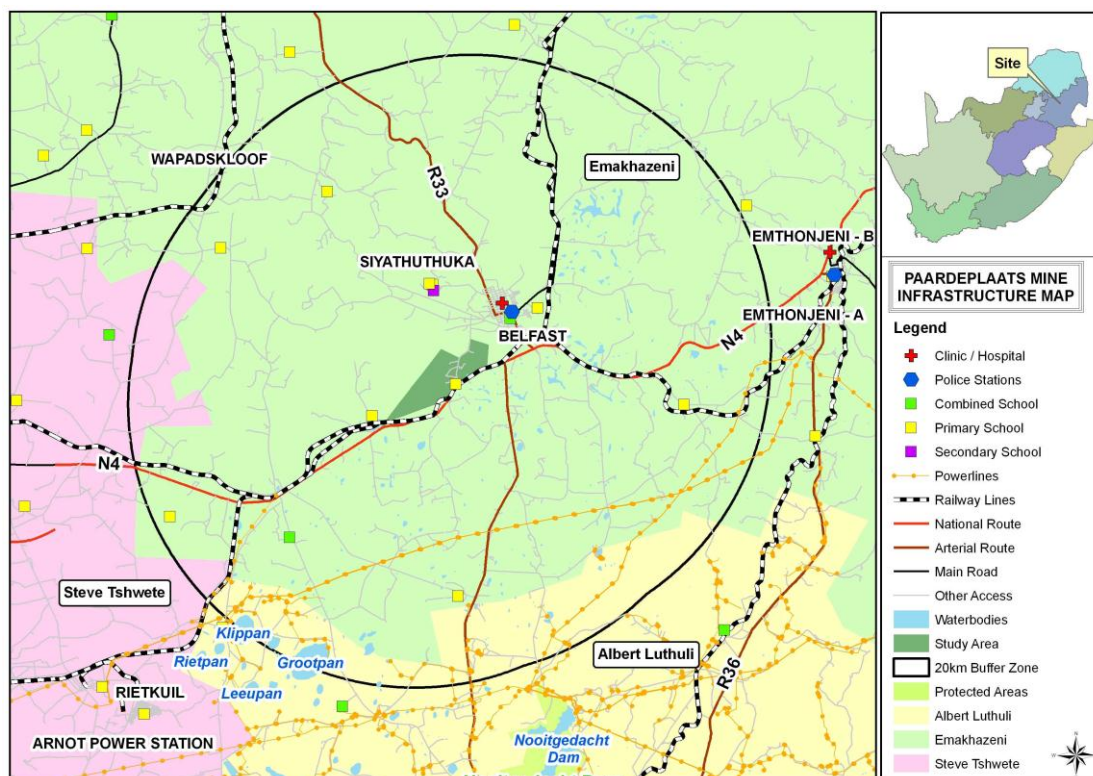 WAPADSKLOOF
Emakhazeni
R33
EMTHONJENI - B
SIYATHUTHUKA
EMTHONJENI - A
BELFAST
N4
N4
Steve Tshwete
Klippan
Rietpan
Grootpan
Albert Luthuli
R36
RIETKUIL
Leeupan
ARNOT POWER STATION
Nooitgedacht
Dam
Site
PAARDEPLAATS MINE
INFRASTRUCTURE MAP
Legend
Clinic / Hospital
Police Stations
Combined School
Primary School
Secondary School
Powerlines
Railway Lines
National Route
Arterial Route
Main Road
Other Access
Waterbodies
Study Area
20km Buffer Zone
Protected Areas
Albert Luthuli
Emakhazeni
Steve Tshwete